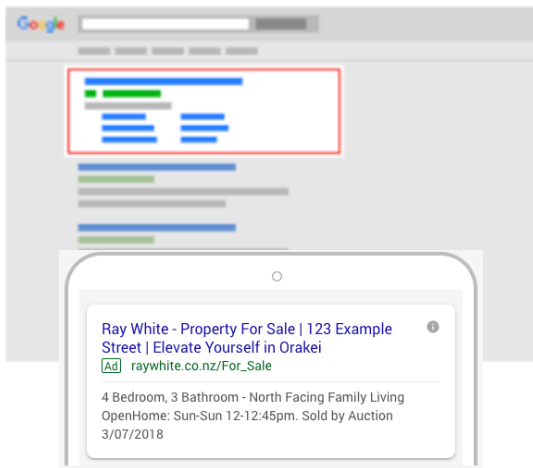 Google
Ray White - Property For Sale | 123 Example
Street | Elevate Yourself in Orakei
Ad raywhite.co.nz/For_Sale
4 Bedroom, 3 Bathroom - North Facing Family Living
OpenHome: Sun-Sun 12-12:45pm. Sold by Auction
3/07/2018